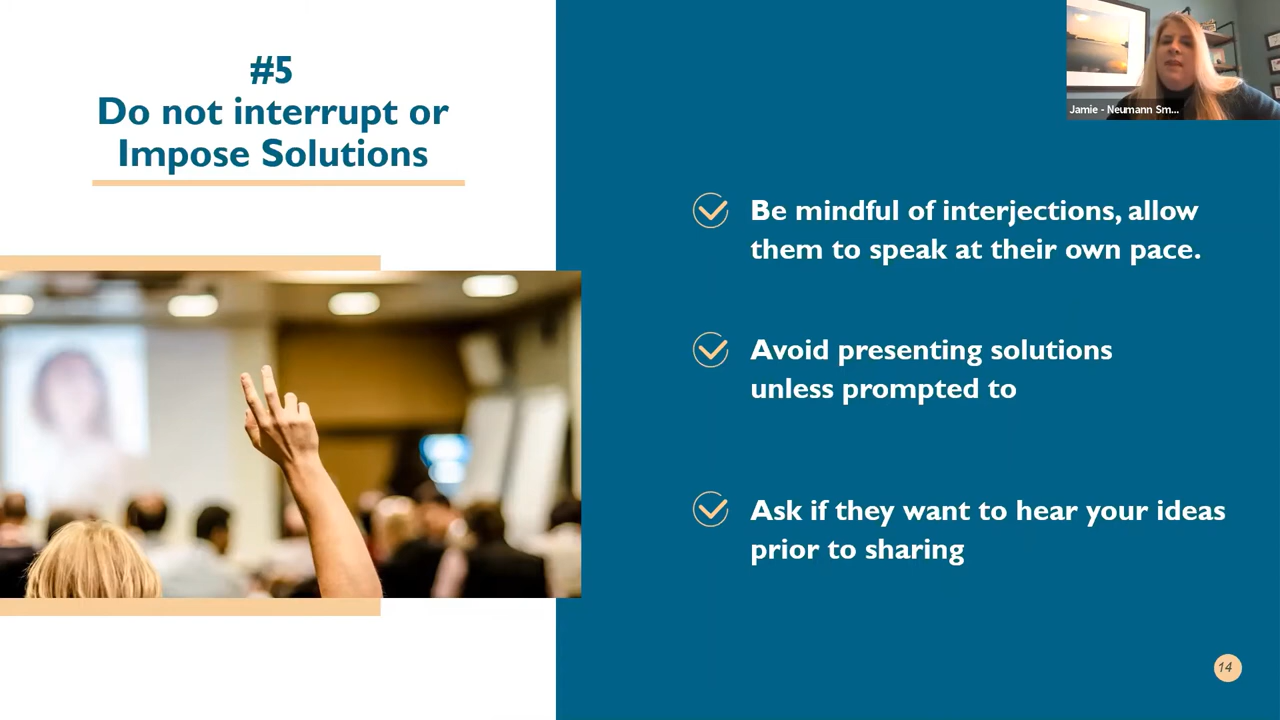 #5
Do not interrupt or
Impose Solutions
Jamie - Neumann Sm...
Be mindful of interjections, allow
them to speak at their own pace.
Avoid presenting solutions
unless prompted to
Ask if they want to hear your ideas
prior to sharing
14